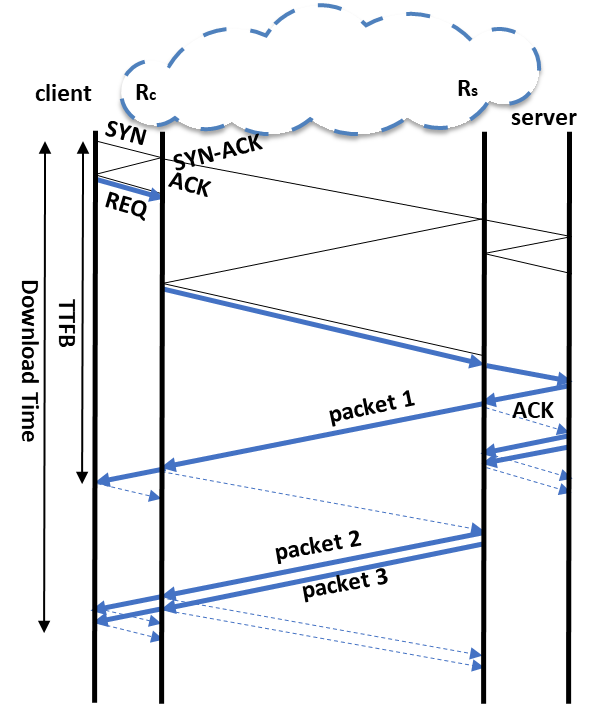 Rc
Rs
client
server
SYN
SYN-ACK
ACK
REQ
TTFB
Download Time
packet 1
ACK
packet 2
packet 3